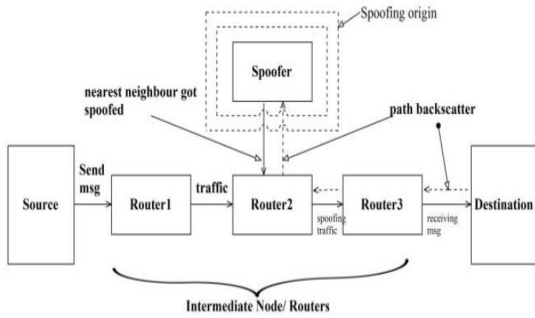 Spoofing origin
Spoofer
nearest neighbour got
spoofed
path backscatter
Send
msg
traffic
Source
Router1
Router2
Router3
Destination
spoofing
traffic
receiving
msg
Intermediate Node/ Routers